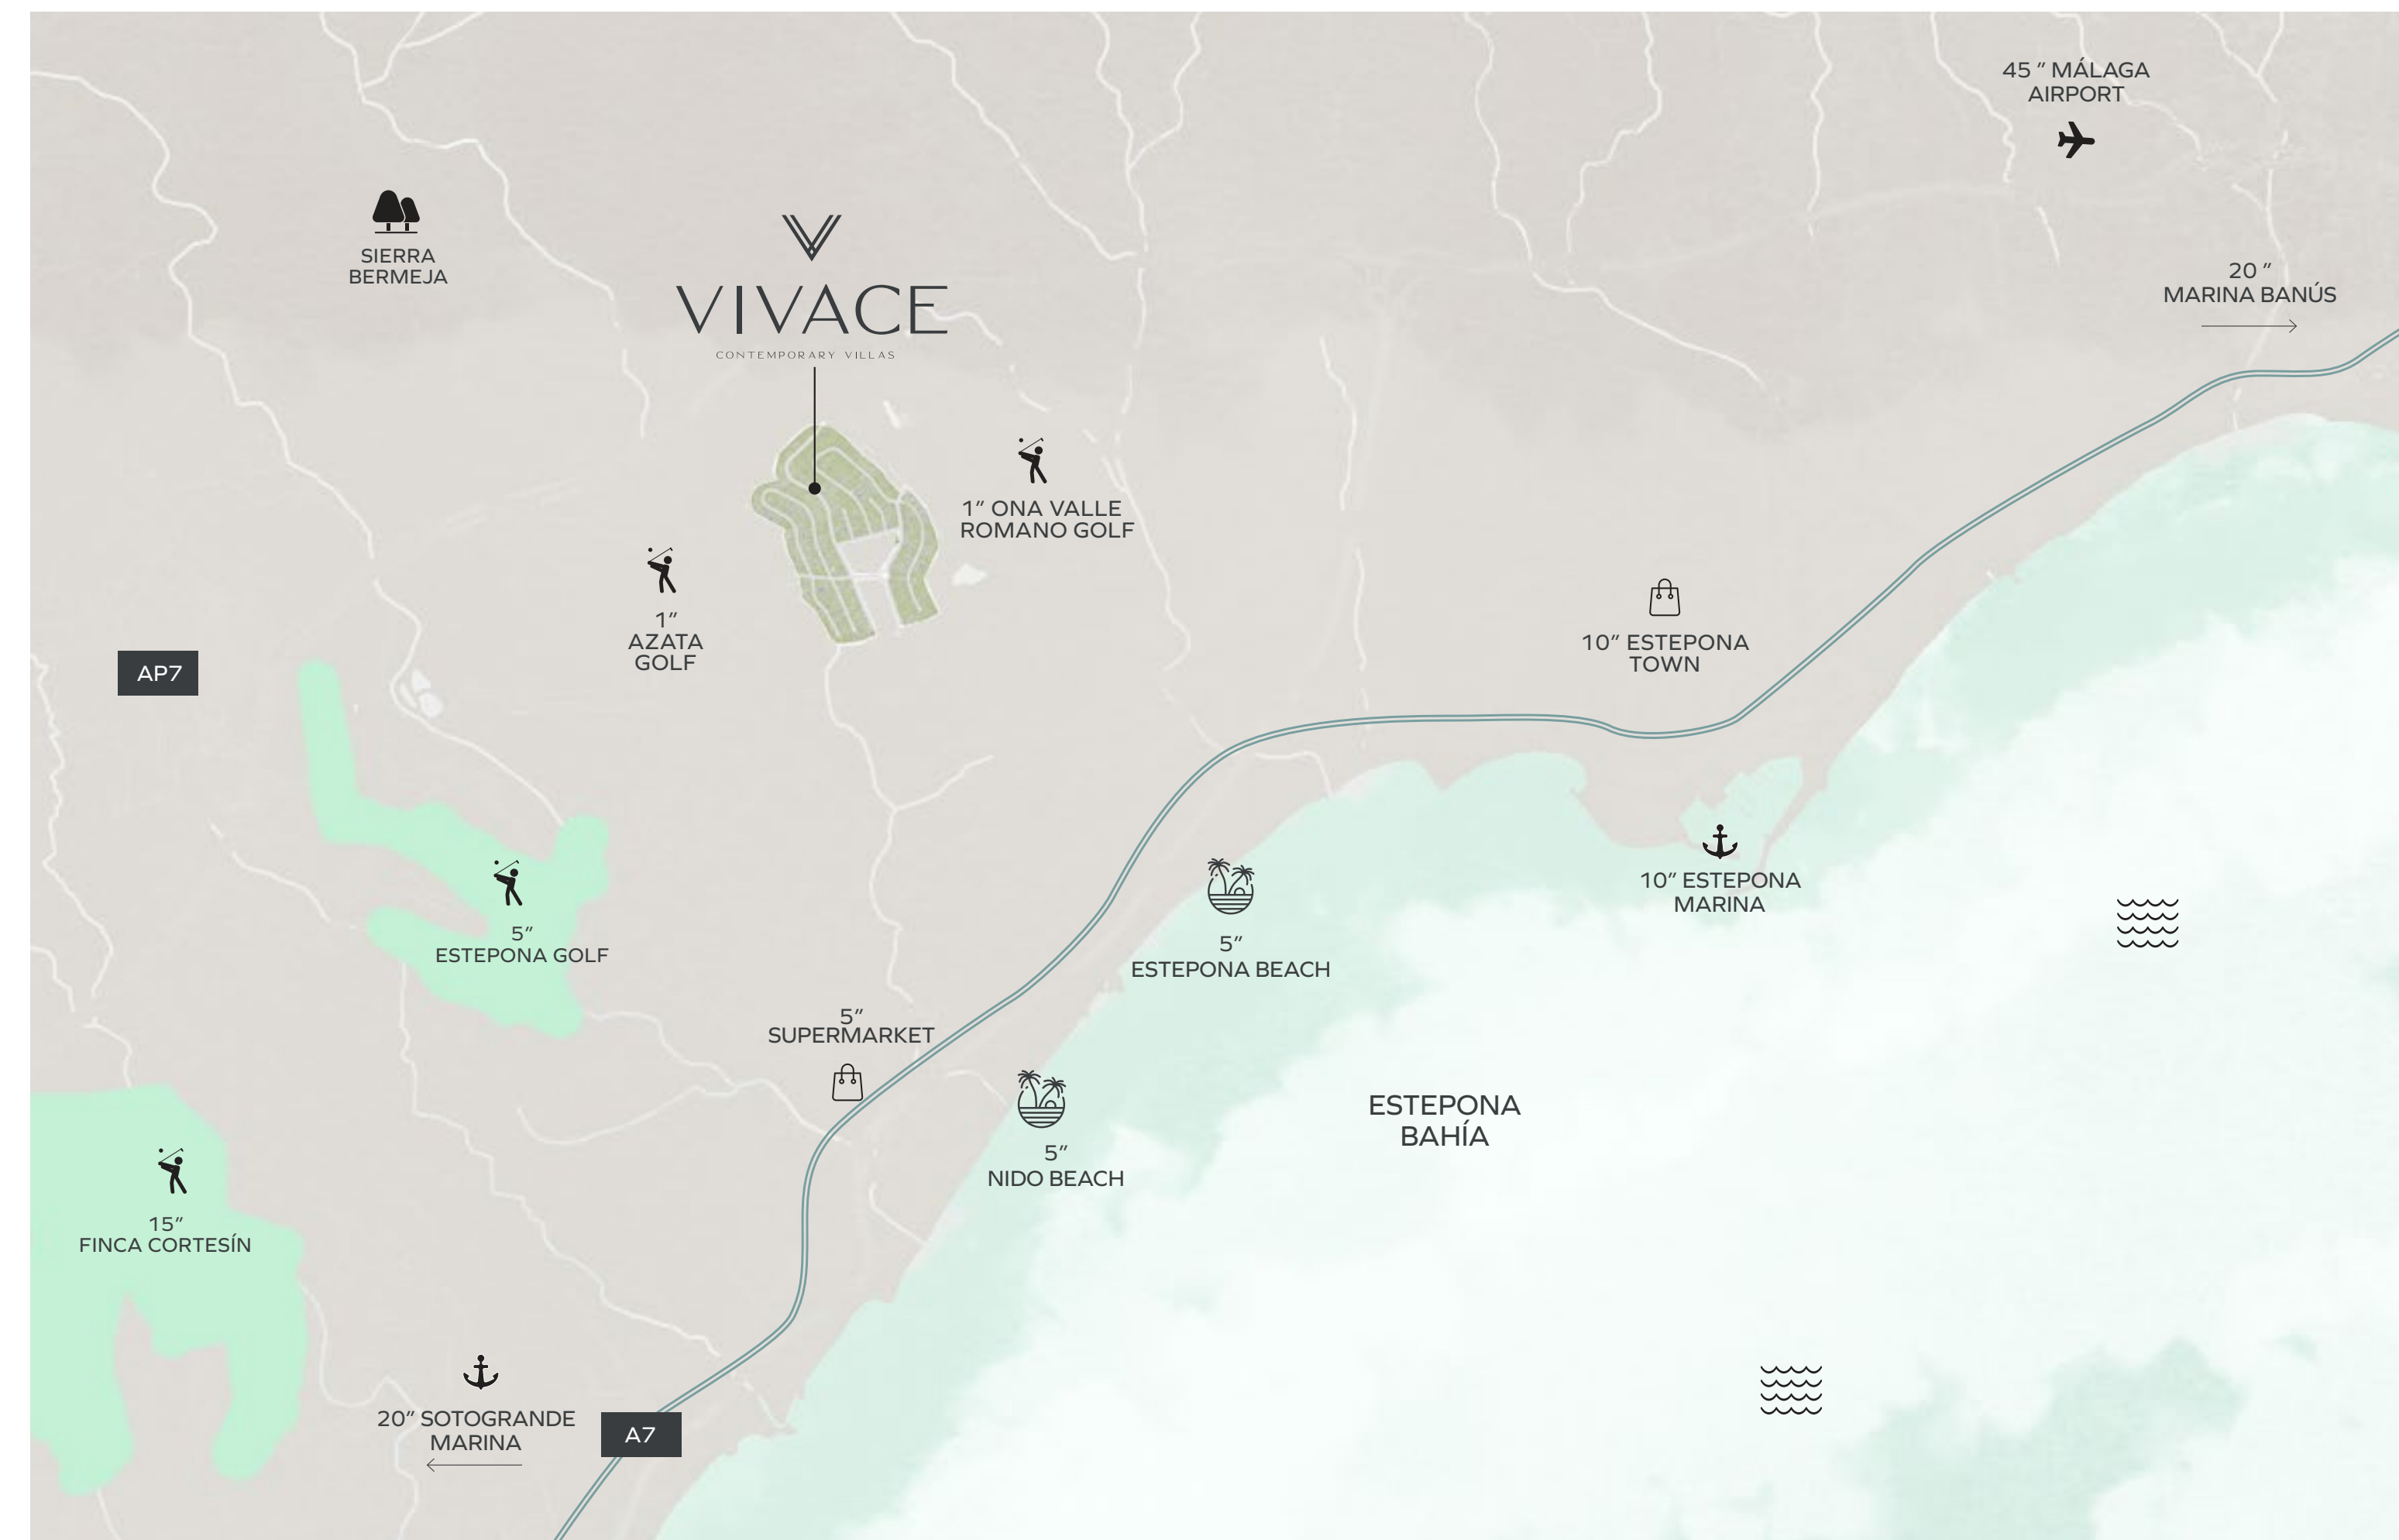 45 ” MÁLAGA
AIRPORT
SIERRA
BERMEJA
20 ”
MARINA BANÚS
VIVACE
CONTEMPORARY VILLAS
1” ONA VALLE
ROMANO GOLF
1”
AZATA
GOLF
10” ESTEPONA
TOWN
AP7
5”
ESTEPONA GOLF
10” ESTEPONA
MARINA
5”
ESTEPONA BEACH
5”
SUPERMARKET
ESTEPONA
BAHÍA
5”
NIDO BEACH
15”
FINCA CORTESÍN
20” SOTOGRANDE
MARINA
A7